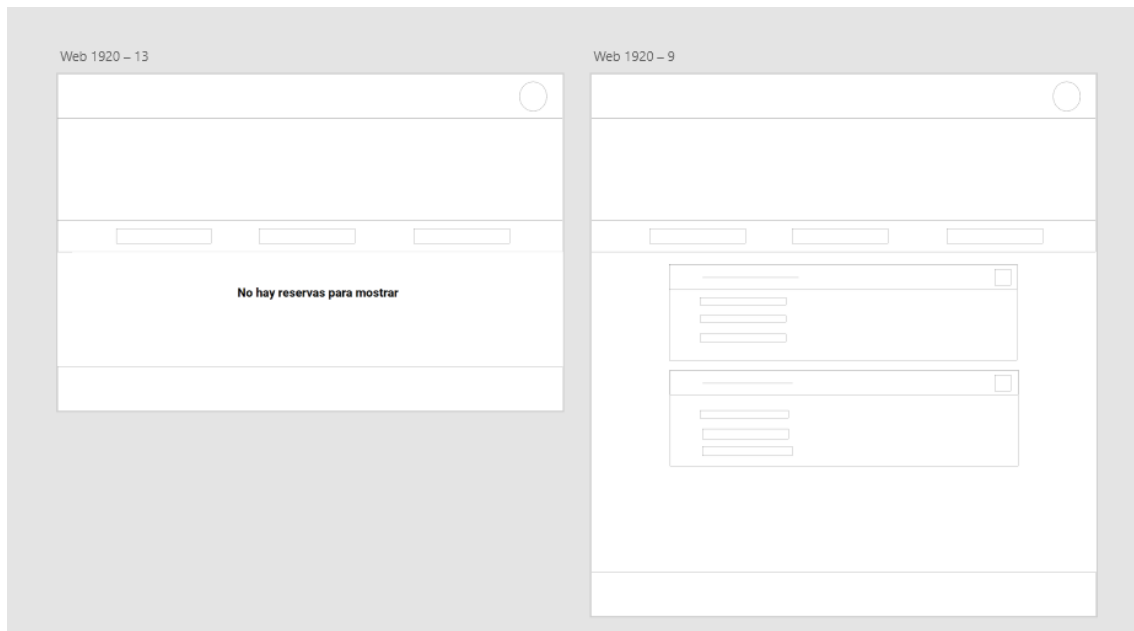 Web 1920 – 13
Web 1920 – 9
No hay reservas para mostrar